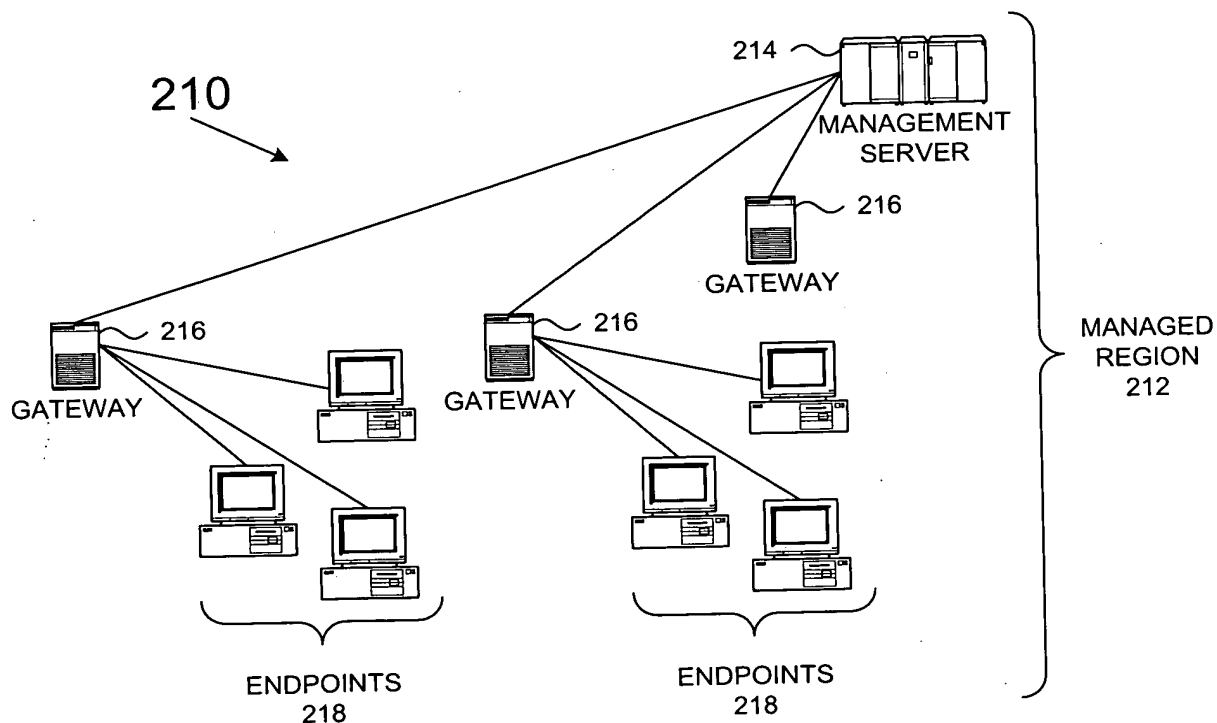 214
210
MANAGEMENT
SERVER
216
GATEWAY
216
GATEWAY
216
GATEWAY
MANAGED
REGION
212
ENDPOINTS
218
ENDPOINTS
218